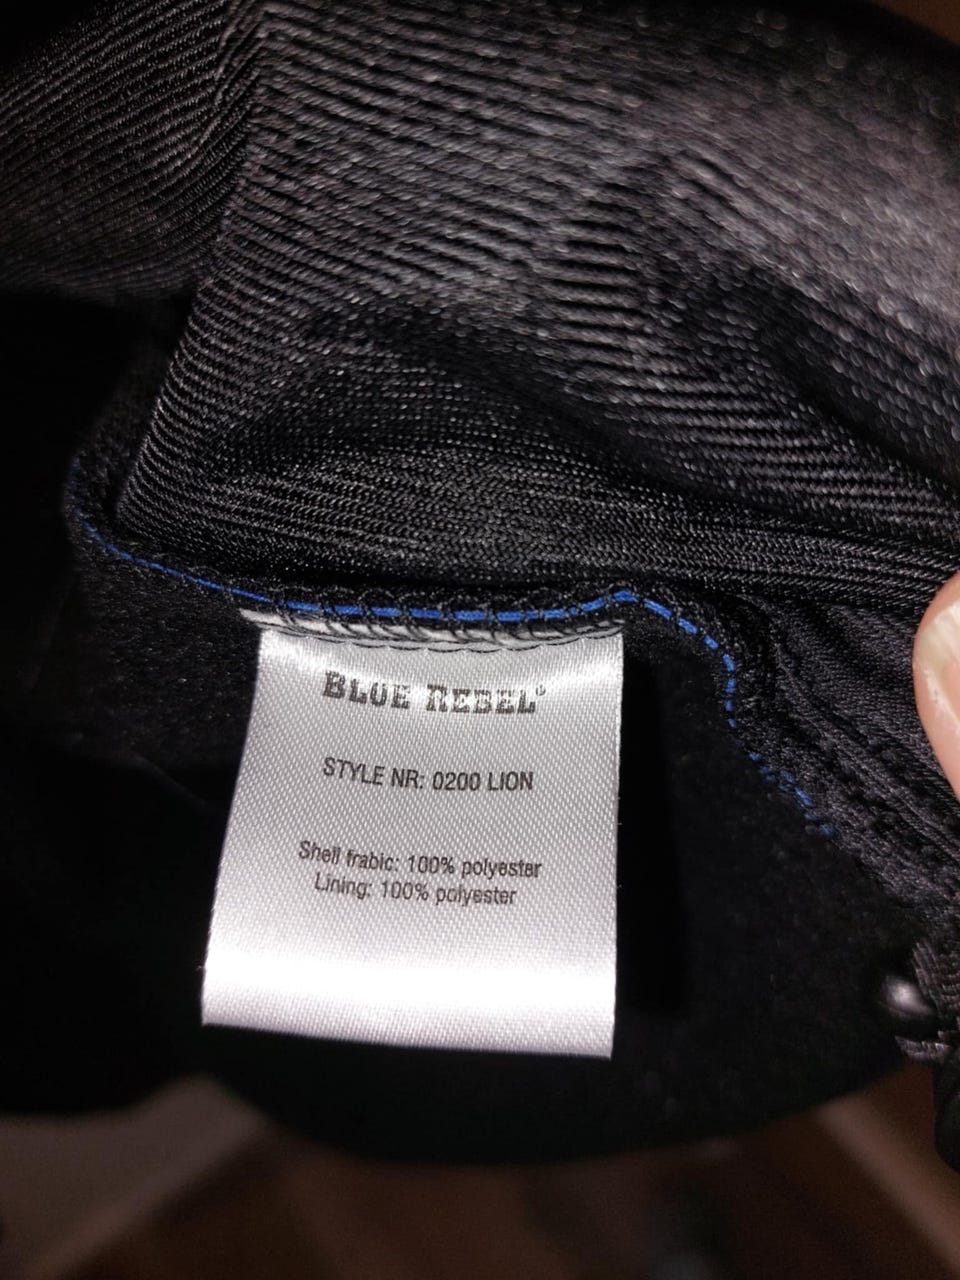 BLUE REBEL®
STYLE NR: 0200 LION
Shell frabic: 100% polyester
Lining: 100% polyester